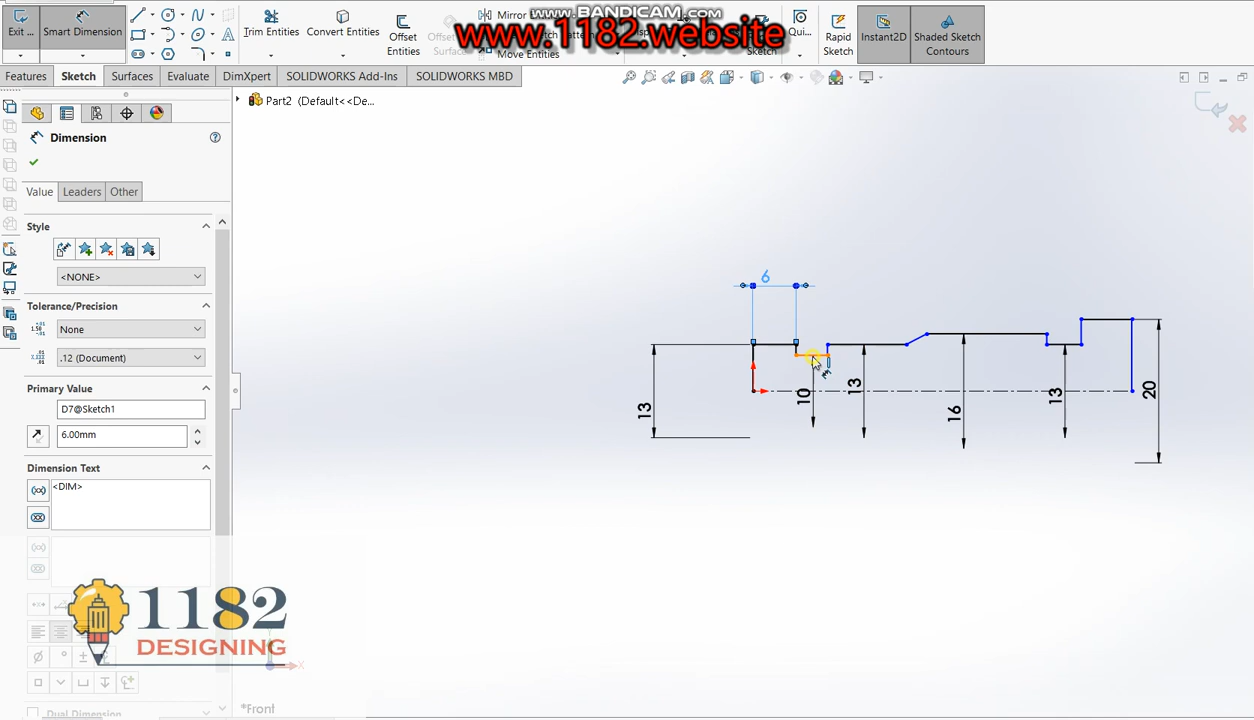 www.BANDICAM.com
www.1182.website
Exit ...
Smart Dimension
Trim Entities
Convert Entities
Offset Entities
Mirror
Move Entities
Qui...
Rapid Sketch
Instant2D
Shaded Sketch Contours
Features
Sketch
Surfaces
Evaluate
DimXpert
SOLIDWORKS Add-Ins
SOLIDWORKS MBD
Part2 (Default<<De...
Dimension
Value
Leaders
Other
Style
<NONE>
Tolerance/Precision
None
.12 (Document)
Primary Value
D7@Sketch1
6.00mm
Dimension Text
<DIM>
Dual Dimension
6
13
10
13
16
13
20
1182
DESIGNING
*Front